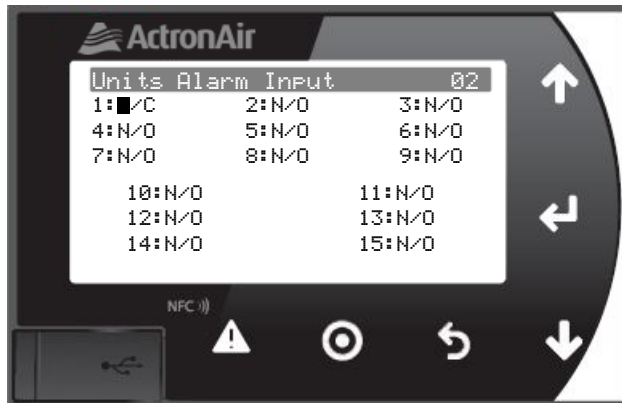 ActronAir
Units Alarm Input 02
1:█/C 2:N/O 3:N/O
4:N/O 5:N/O 6:N/O
7:N/O 8:N/O 9:N/O
10:N/O 11:N/O
12:N/O 13:N/O
14:N/O 15:N/O
NFC